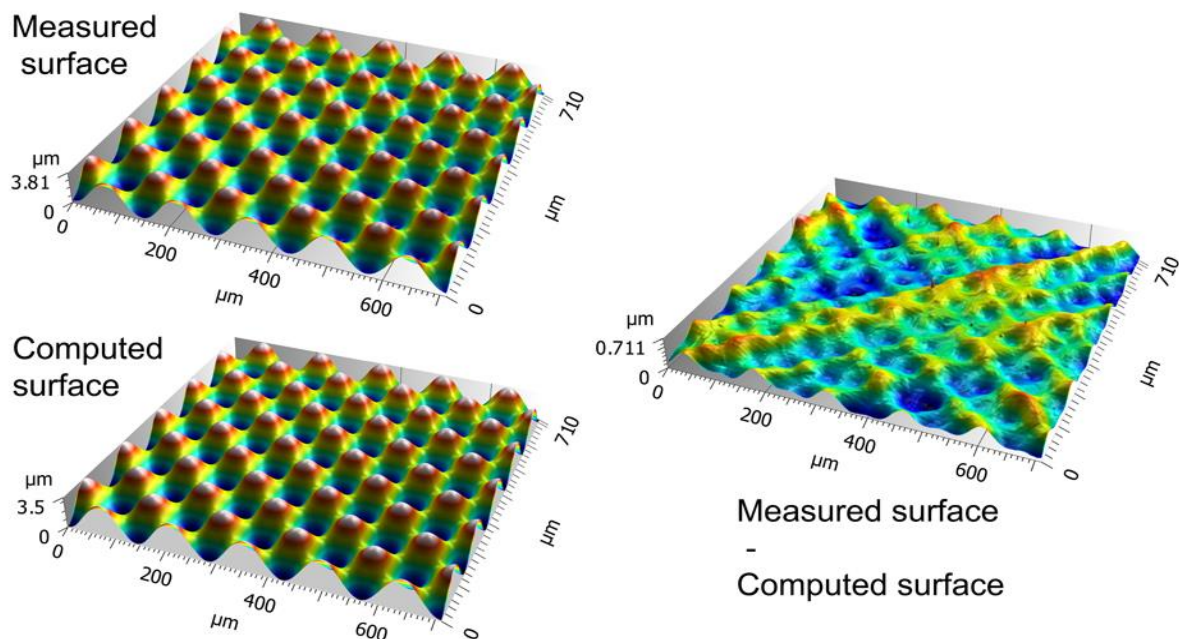 Measured
surface
µm
3.81
0
0
200
400
600
µm
0
µm
710
Computed
surface
µm
3.5
0
0
200
400
600
µm
0
µm
710
µm
0.711
0
0
200
400
600
µm
0
µm
710
Measured surface
-
Computed surface